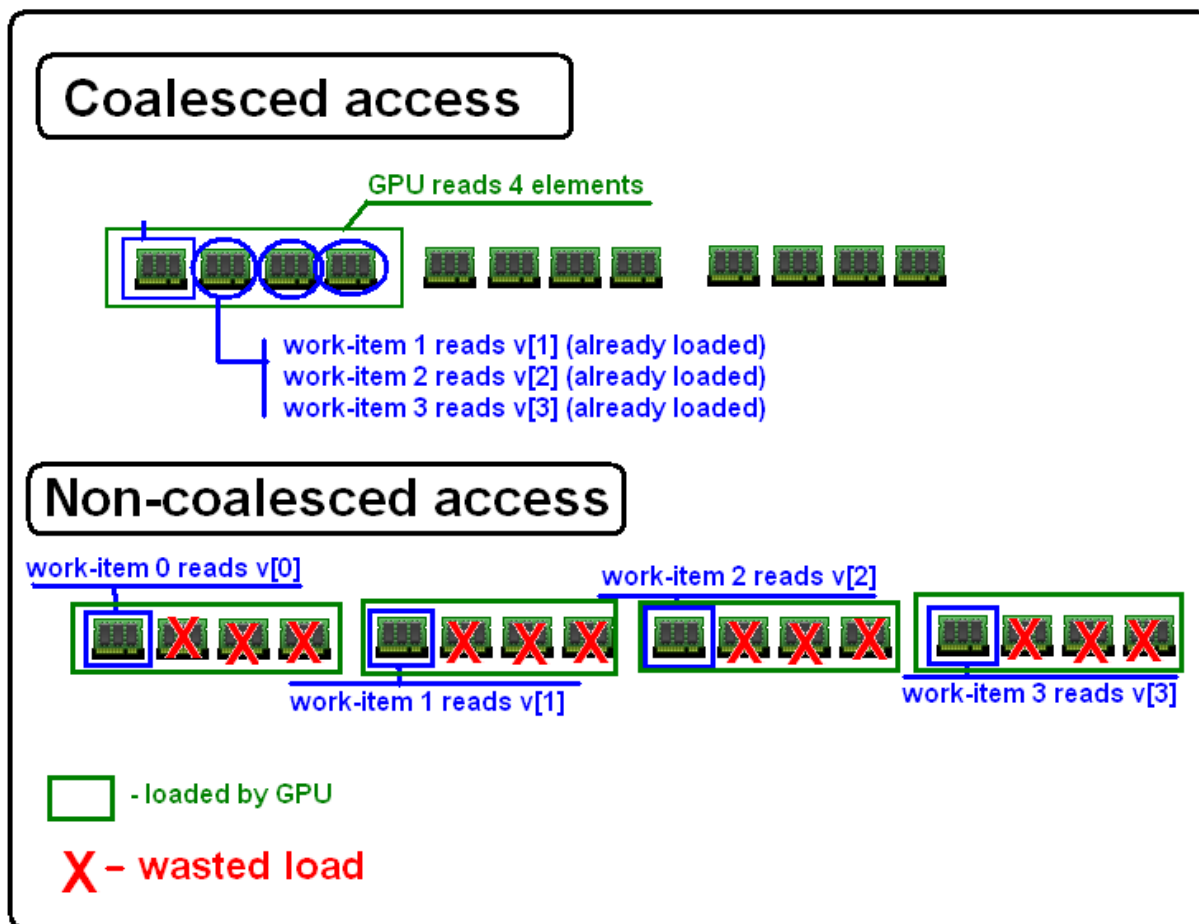 Coalesced access
GPU reads 4 elements
work-item 1 reads v[1] (already loaded)
work-item 2 reads v[2] (already loaded)
work-item 3 reads v[3] (already loaded)
Non-coalesced access
work-item 0 reads v[0]
work-item 2 reads v[2]
X X X X X X X X X X X X
work-item 1 reads v[1]
work-item 3 reads v[3]
- loaded by GPU
X – wasted load